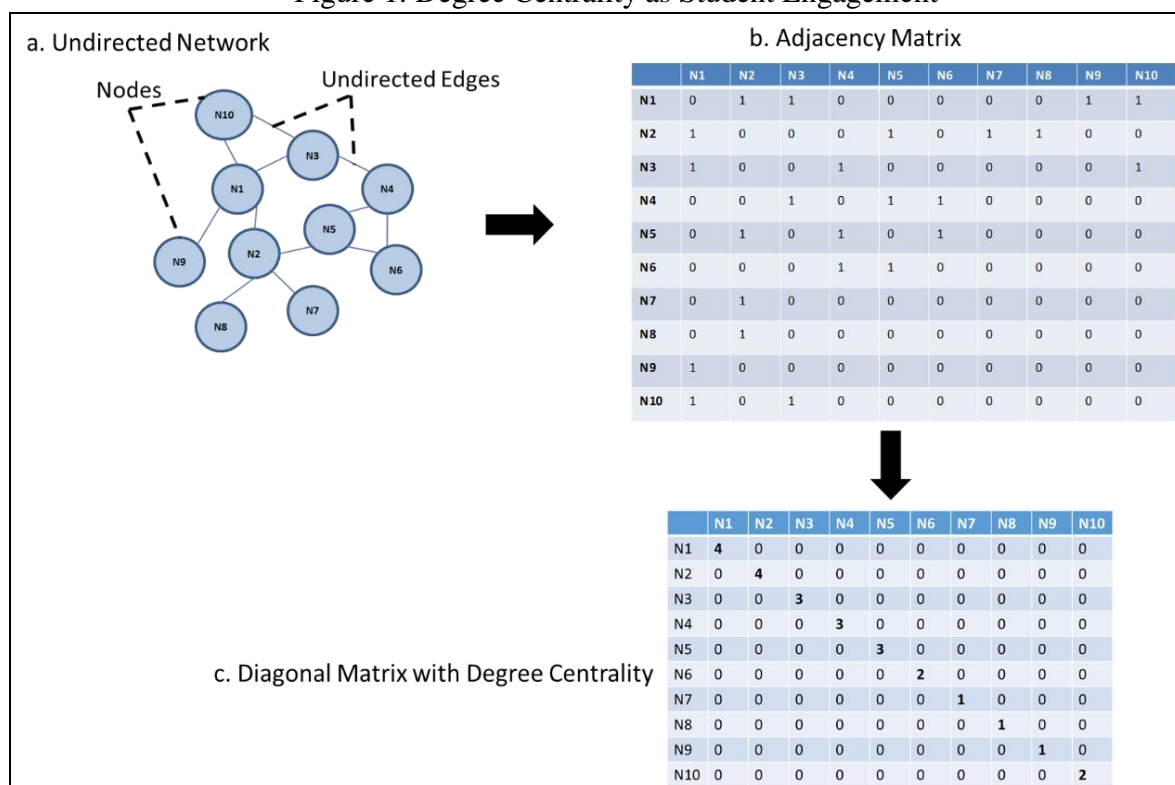 Figure 1. Degree Centrality as Student Engagement
a. Undirected Network
Nodes
Undirected Edges
N10
N3
N1
N4
N5
N2
N9
N6
N7
N8
b. Adjacency Matrix
N1 N2 N3 N4 N5 N6 N7 N8 N9 N10
N1 0 1 1 0 0 0 0 0 1 1
N2 1 0 0 0 1 0 1 1 0 0
N3 1 0 0 1 0 0 0 0 0 1
N4 0 0 1 0 1 1 0 0 0 0
N5 0 1 0 1 0 1 0 0 0 0
N6 0 0 0 1 1 0 0 0 0 0
N7 0 1 0 0 0 0 0 0 0 0
N8 0 1 0 0 0 0 0 0 0 0
N9 1 0 0 0 0 0 0 0 0 0
N10 1 0 1 0 0 0 0 0 0 0
c. Diagonal Matrix with Degree Centrality
N1 N2 N3 N4 N5 N6 N7 N8 N9 N10
N1 4 0 0 0 0 0 0 0 0 0
N2 0 4 0 0 0 0 0 0 0 0
N3 0 0 3 0 0 0 0 0 0 0
N4 0 0 0 3 0 0 0 0 0 0
N5 0 0 0 0 3 0 0 0 0 0
N6 0 0 0 0 0 2 0 0 0 0
N7 0 0 0 0 0 0 1 0 0 0
N8 0 0 0 0 0 0 0 1 0 0
N9 0 0 0 0 0 0 0 0 1 0
N10 0 0 0 0 0 0 0 0 0 2